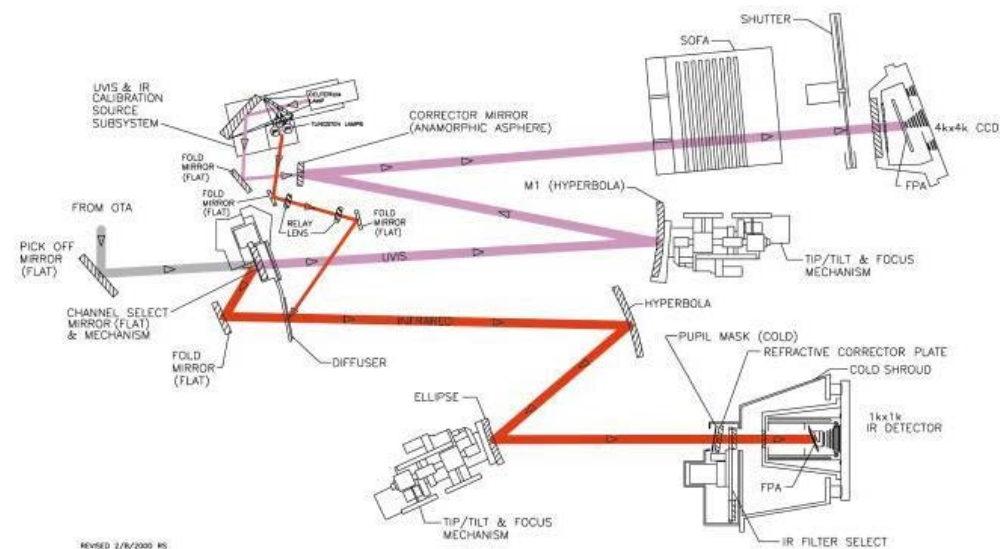 SHUTTER
SOFA
UVIS & IR
CALIBRATION
SOURCE
SUBSYSTEM
DEUTERIUM
LAMP
TUNGSTEN LAMPS
CORRECTOR MIRROR
(ANAMORPHIC ASPHERE)
4kx4k CCD
FPA
FOLD
MIRROR
(FLAT)
FOLD
MIRROR
(FLAT)
RELAY
LENS
FOLD
MIRROR
(FLAT)
M1 (HYPERBOLA)
FROM OTA
PICK OFF
MIRROR
(FLAT)
UVIS
TIP/TILT & FOCUS
MECHANISM
CHANNEL SELECT
MIRROR (FLAT)
& MECHANISM
INFRARED
HYPERBOLA
FOLD
MIRROR
(FLAT)
DIFFUSER
PUPIL MASK (COLD)
REFRACTIVE CORRECTOR PLATE
COLD SHROUD
ELLIPSE
1kx1k
IR DETECTOR
FPA
TIP/TILT & FOCUS
MECHANISM
IR FILTER SELECT
REVISED 2/8/2000 RS